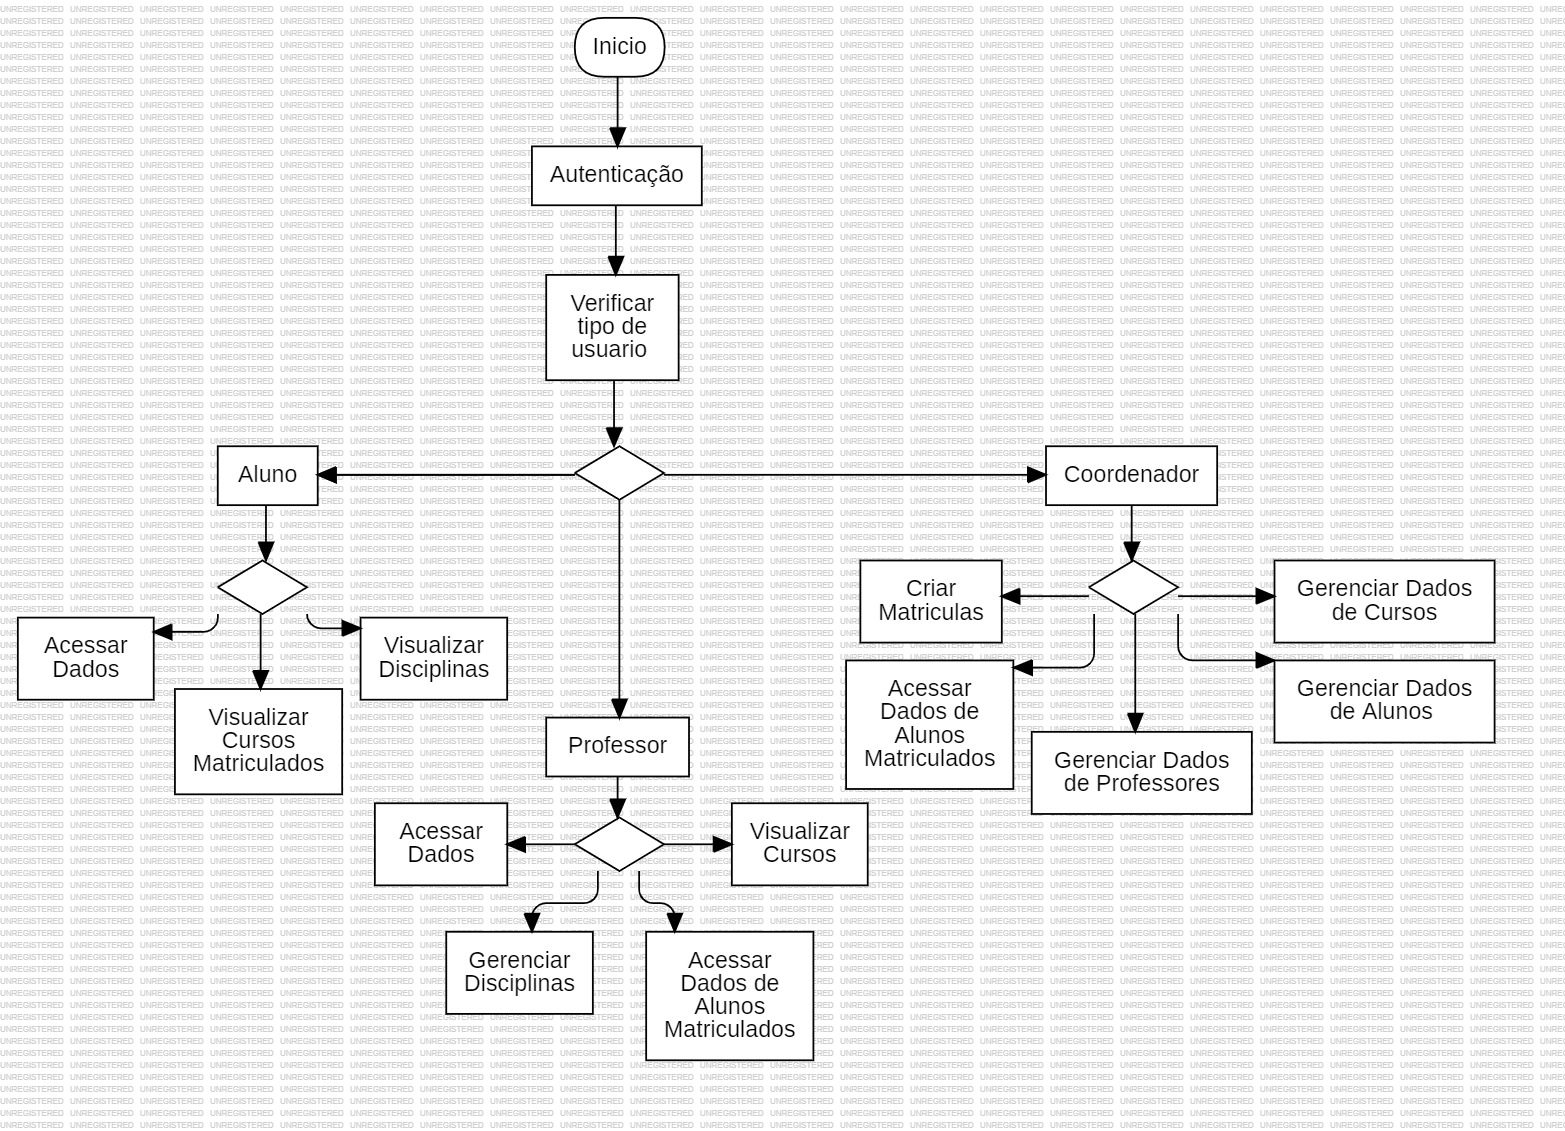 Inicio
Autenticação
Verificar
tipo de
usuario
Aluno
Coordenador
Acessar
Dados
Visualizar
Cursos
Matriculados
Visualizar
Disciplinas
Criar
Matriculas
Gerenciar Dados
de Cursos
Acessar
Dados de
Alunos
Matriculados
Gerenciar Dados
de Professores
Gerenciar Dados
de Alunos
Professor
Acessar
Dados
Visualizar
Cursos
Gerenciar
Disciplinas
Acessar
Dados de
Alunos
Matriculados
UNREGISTERED